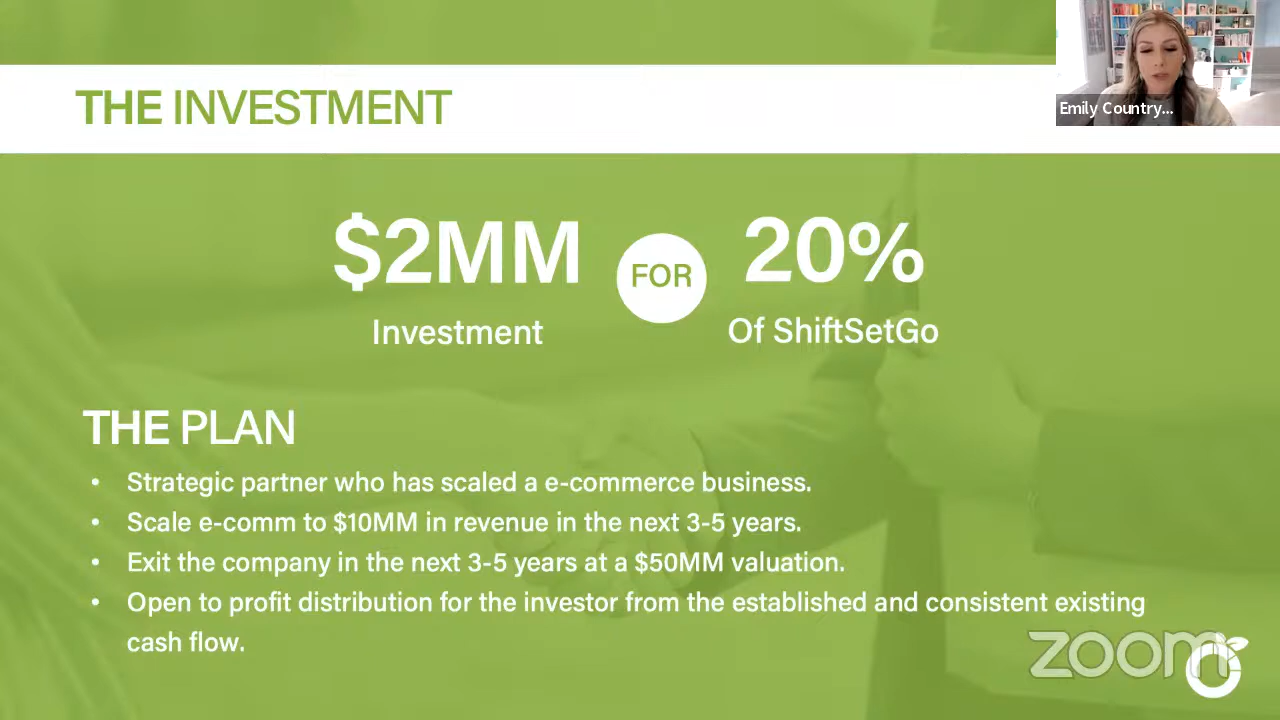 THE INVESTMENT
Emily Country...
$2MM FOR 20%
Investment Of ShiftSetGo
THE PLAN
• Strategic partner who has scaled a e-commerce business.
• Scale e-comm to $10MM in revenue in the next 3-5 years.
• Exit the company in the next 3-5 years at a $50MM valuation.
• Open to profit distribution for the investor from the established and consistent existing
cash flow.
zoom